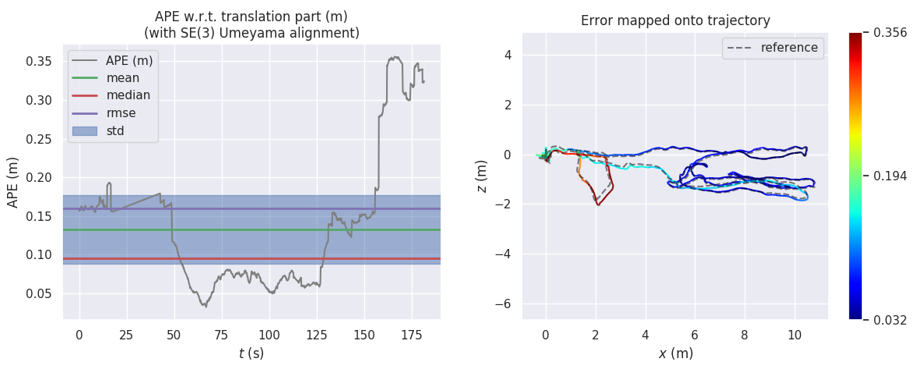 APE w.r.t. translation part (m)
(with SE(3) Umeyama alignment)
APE (m)
mean
median
rmse
std
0.35
0.30
0.25
0.20
0.15
0.10
0.05
APE (m)
0 25 50 75 100 125 150 175
t (s)
Error mapped onto trajectory
reference
4
2
0
−2
−4
−6
z (m)
0 2 4 6 8 10
x (m)
0.356
0.194
0.032